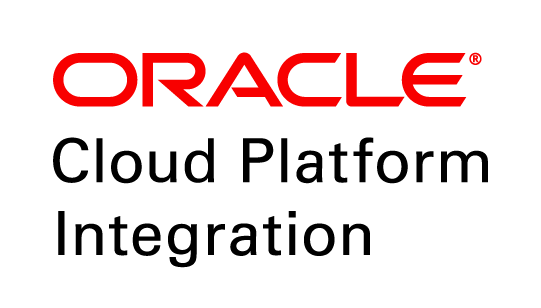 ORACLE®
Cloud Platform
Integration